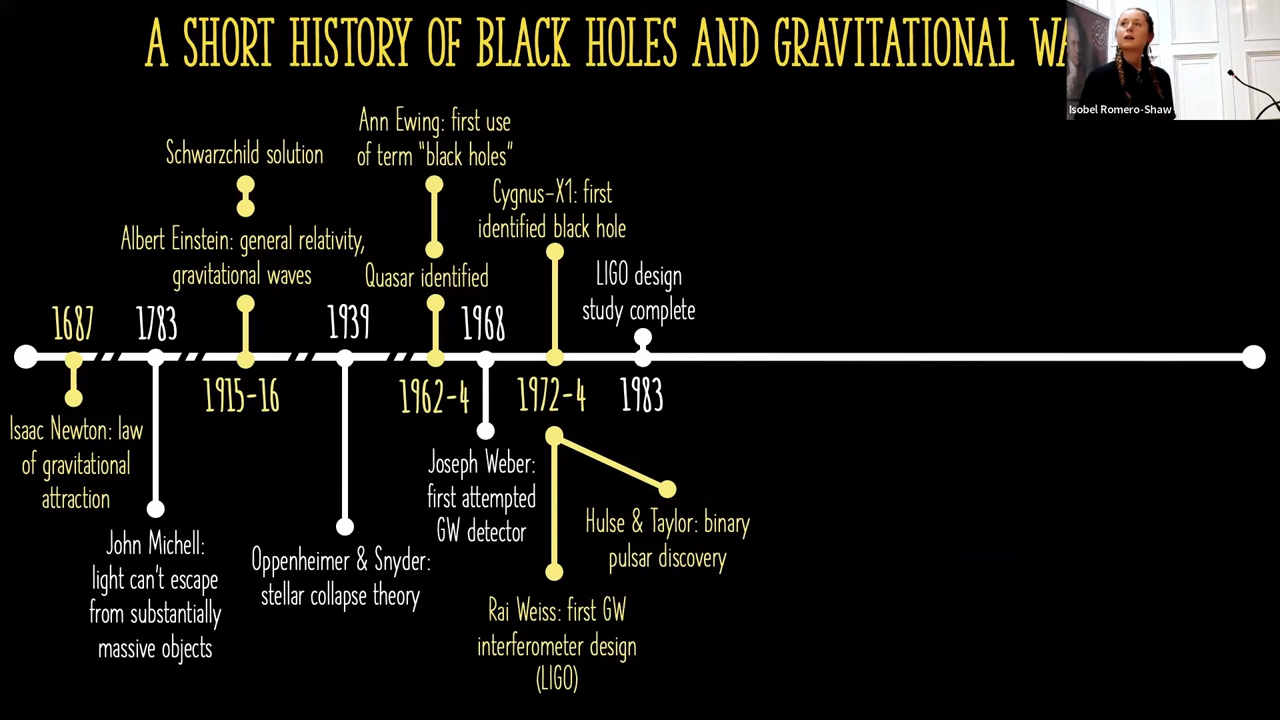 A SHORT HISTORY OF BLACK HOLES AND GRAVITATIONAL
Isobel Romero-Shaw
Ann Ewing: first use
of term "black holes"
Schwarzchild solution
Cygnus-X1: first
identified black hole
Albert Einstein: general relativity,
gravitational waves
Quasar identified
LIGO design
study complete
1687
1783
1939
1968
1915-16
1962-4
1972-4
1983
Isaac Newton: law
of gravitational
attraction
Joseph Weber:
first attempted
GW detector
Hulse & Taylor: binary
pulsar discovery
John Michell:
light can't escape
from substantially
massive objects
Oppenheimer & Snyder:
stellar collapse theory
Rai Weiss: first GW
interferometer design
(LIGO)